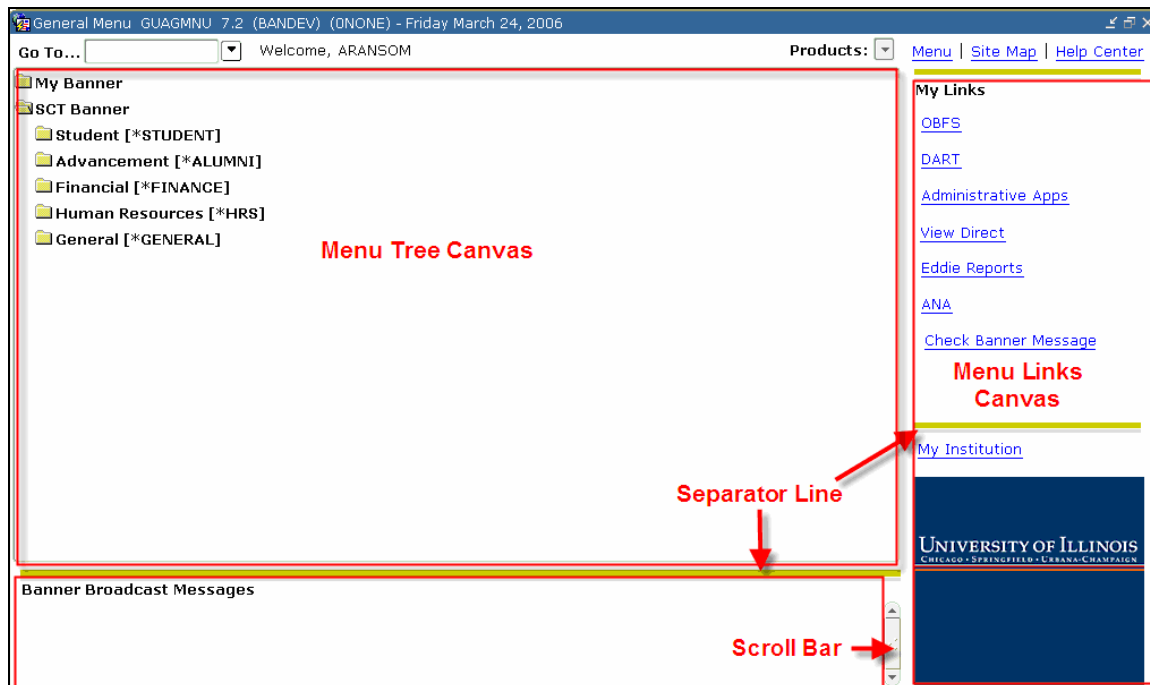 General Menu GUAGMNU 7.2 (BANDEV) (0NONE) - Friday March 24, 2006
Go To...
Welcome, ARANSOM
Products:
Menu | Site Map | Help Center
My Banner
SCT Banner
Student [*STUDENT]
Advancement [*ALUMNI]
Financial [*FINANCE]
Human Resources [*HRS]
General [*GENERAL]
Menu Tree Canvas
My Links
OBFS
DART
Administrative Apps
View Direct
Eddie Reports
ANA
Check Banner Message
Menu Links
Canvas
My Institution
Separator Line
UNIVERSITY OF ILLINOIS
CHICAGO • SPRINGFIELD • URBANA-CHAMPAIGN
Banner Broadcast Messages
Scroll Bar